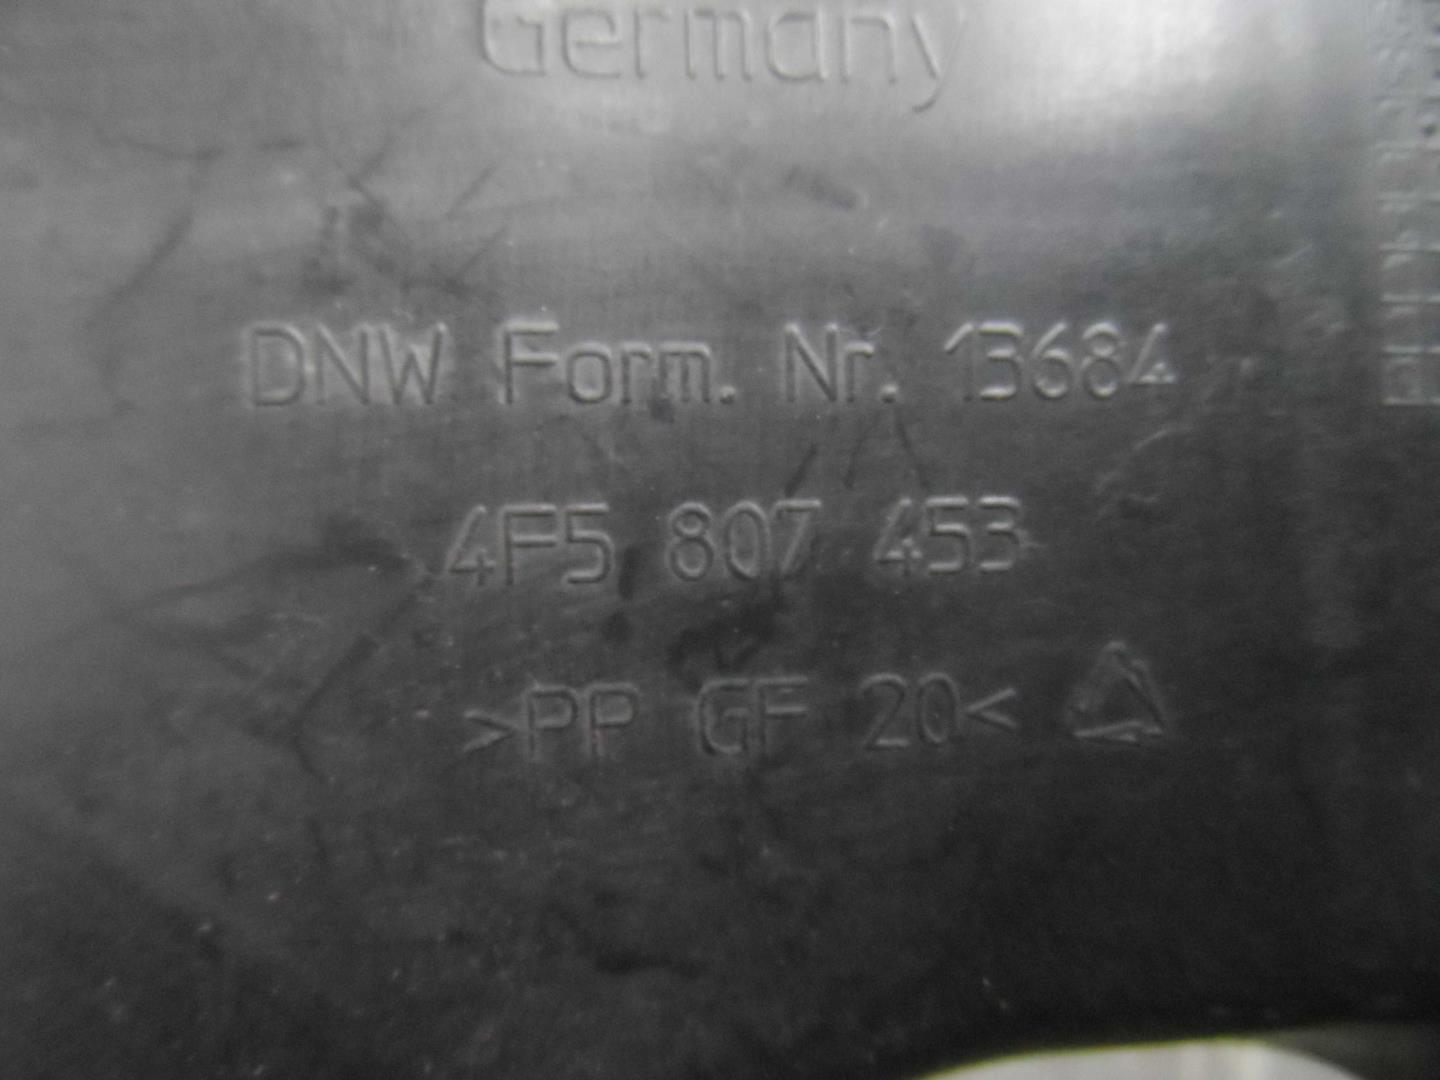 Germany
DNW Form. Nr. 13684
4F5 807 453
>PP GF 20<